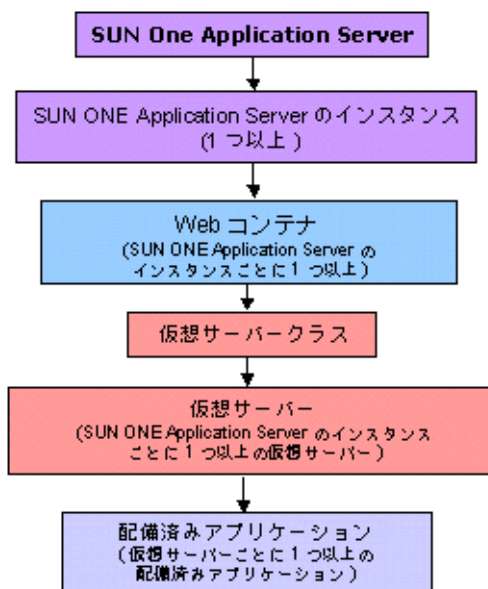 SUN One Application Server
SUN ONE Application Server のインスタンス
(1 つ以上 )
Web コンテナ
(SUN ONE Application Server の
インスタンスごとに 1 つ以上 )
仮想サーバークラス
仮想サーバー
(SUN ONE Application Server のインスタンス
ごとに 1 つ以上の仮想サーバー )
配備済みアプリケーション
( 仮想サーバーごとに 1 つ以上の
配備済みアプリケーション )